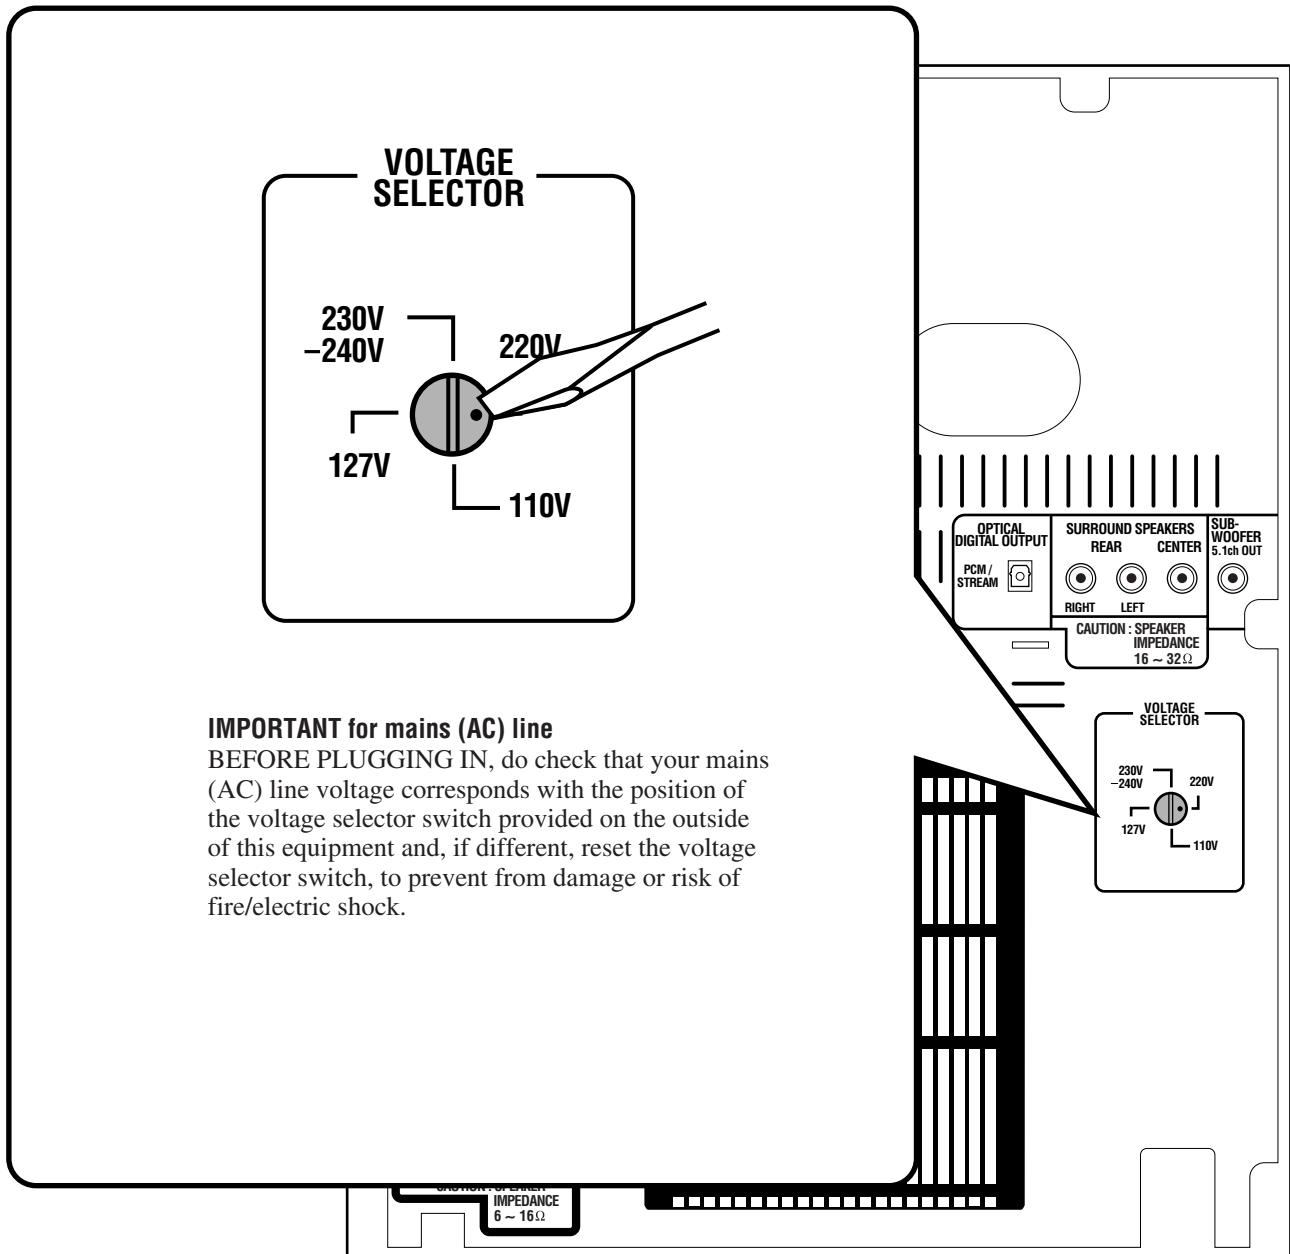 VOLTAGE
SELECTOR
230V
–240V
220V
127V
110V
IMPORTANT for mains (AC) line
BEFORE PLUGGING IN, do check that your mains
(AC) line voltage corresponds with the position of
the voltage selector switch provided on the outside
of this equipment and, if different, reset the voltage
selector switch, to prevent from damage or risk of
fire/electric shock.
OPTICAL
DIGITAL OUTPUT
PCM /
STREAM
SURROUND SPEAKERS
REAR
CENTER
RIGHT
LEFT
SUB-
WOOFER
5.1ch OUT
CAUTION : SPEAKER
IMPEDANCE
16 ~ 32Ω
VOLTAGE
SELECTOR
230V
–240V
220V
127V
110V
CAUTION : SPEAKER
IMPEDANCE
6 ~ 16Ω